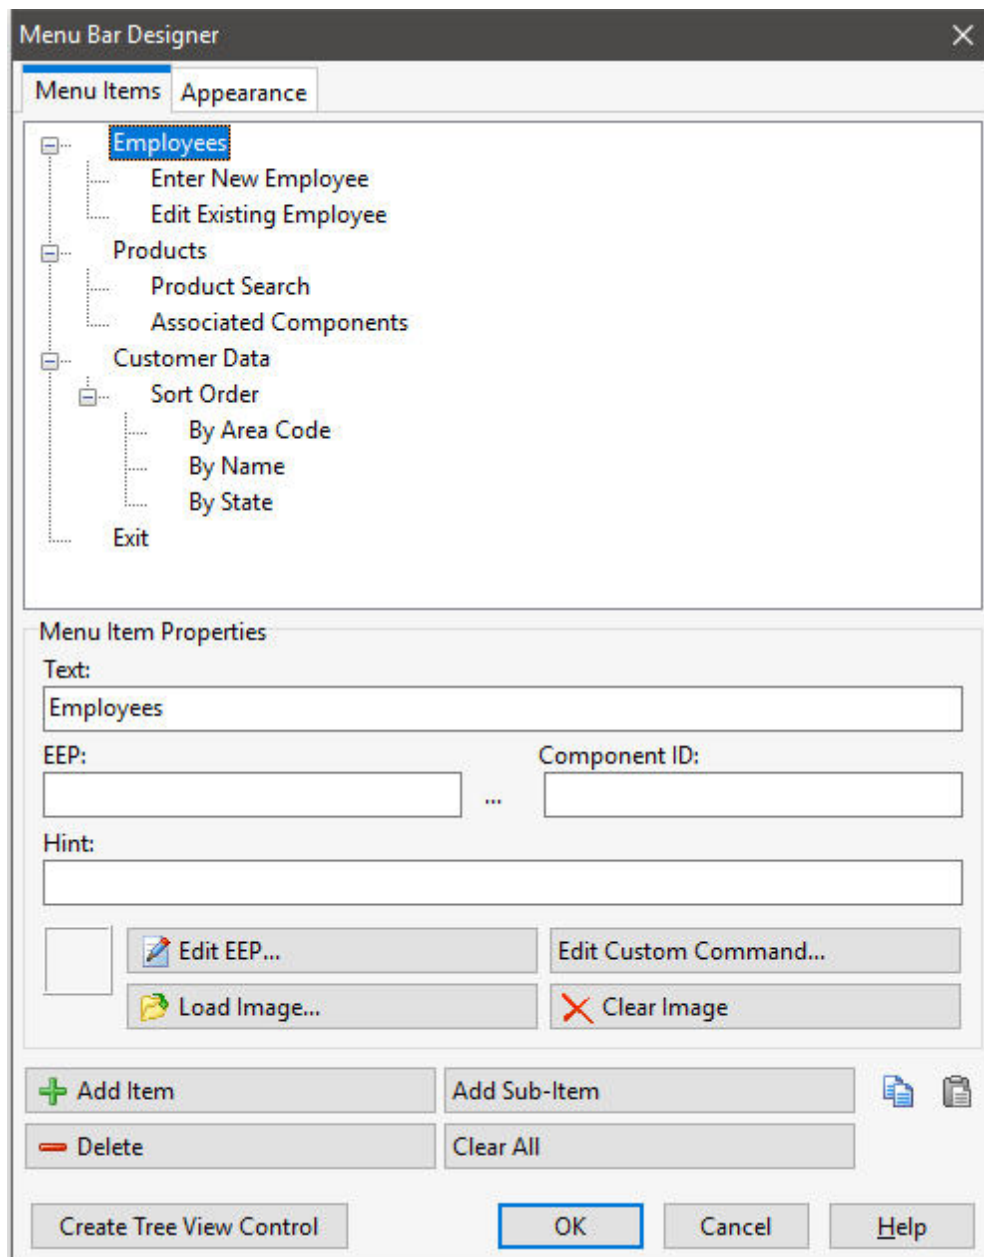 Menu Bar Designer
Menu Items Appearance
Employees
Enter New Employee
Edit Existing Employee
Products
Product Search
Associated Components
Customer Data
Sort Order
By Area Code
By Name
By State
Exit
Menu Item Properties
Text:
Employees
EEP: Component ID:
...
Hint:
Edit EEP... Edit Custom Command...
Load Image... Clear Image
Add Item Add Sub-Item
Delete Clear All
Create Tree View Control OK Cancel Help